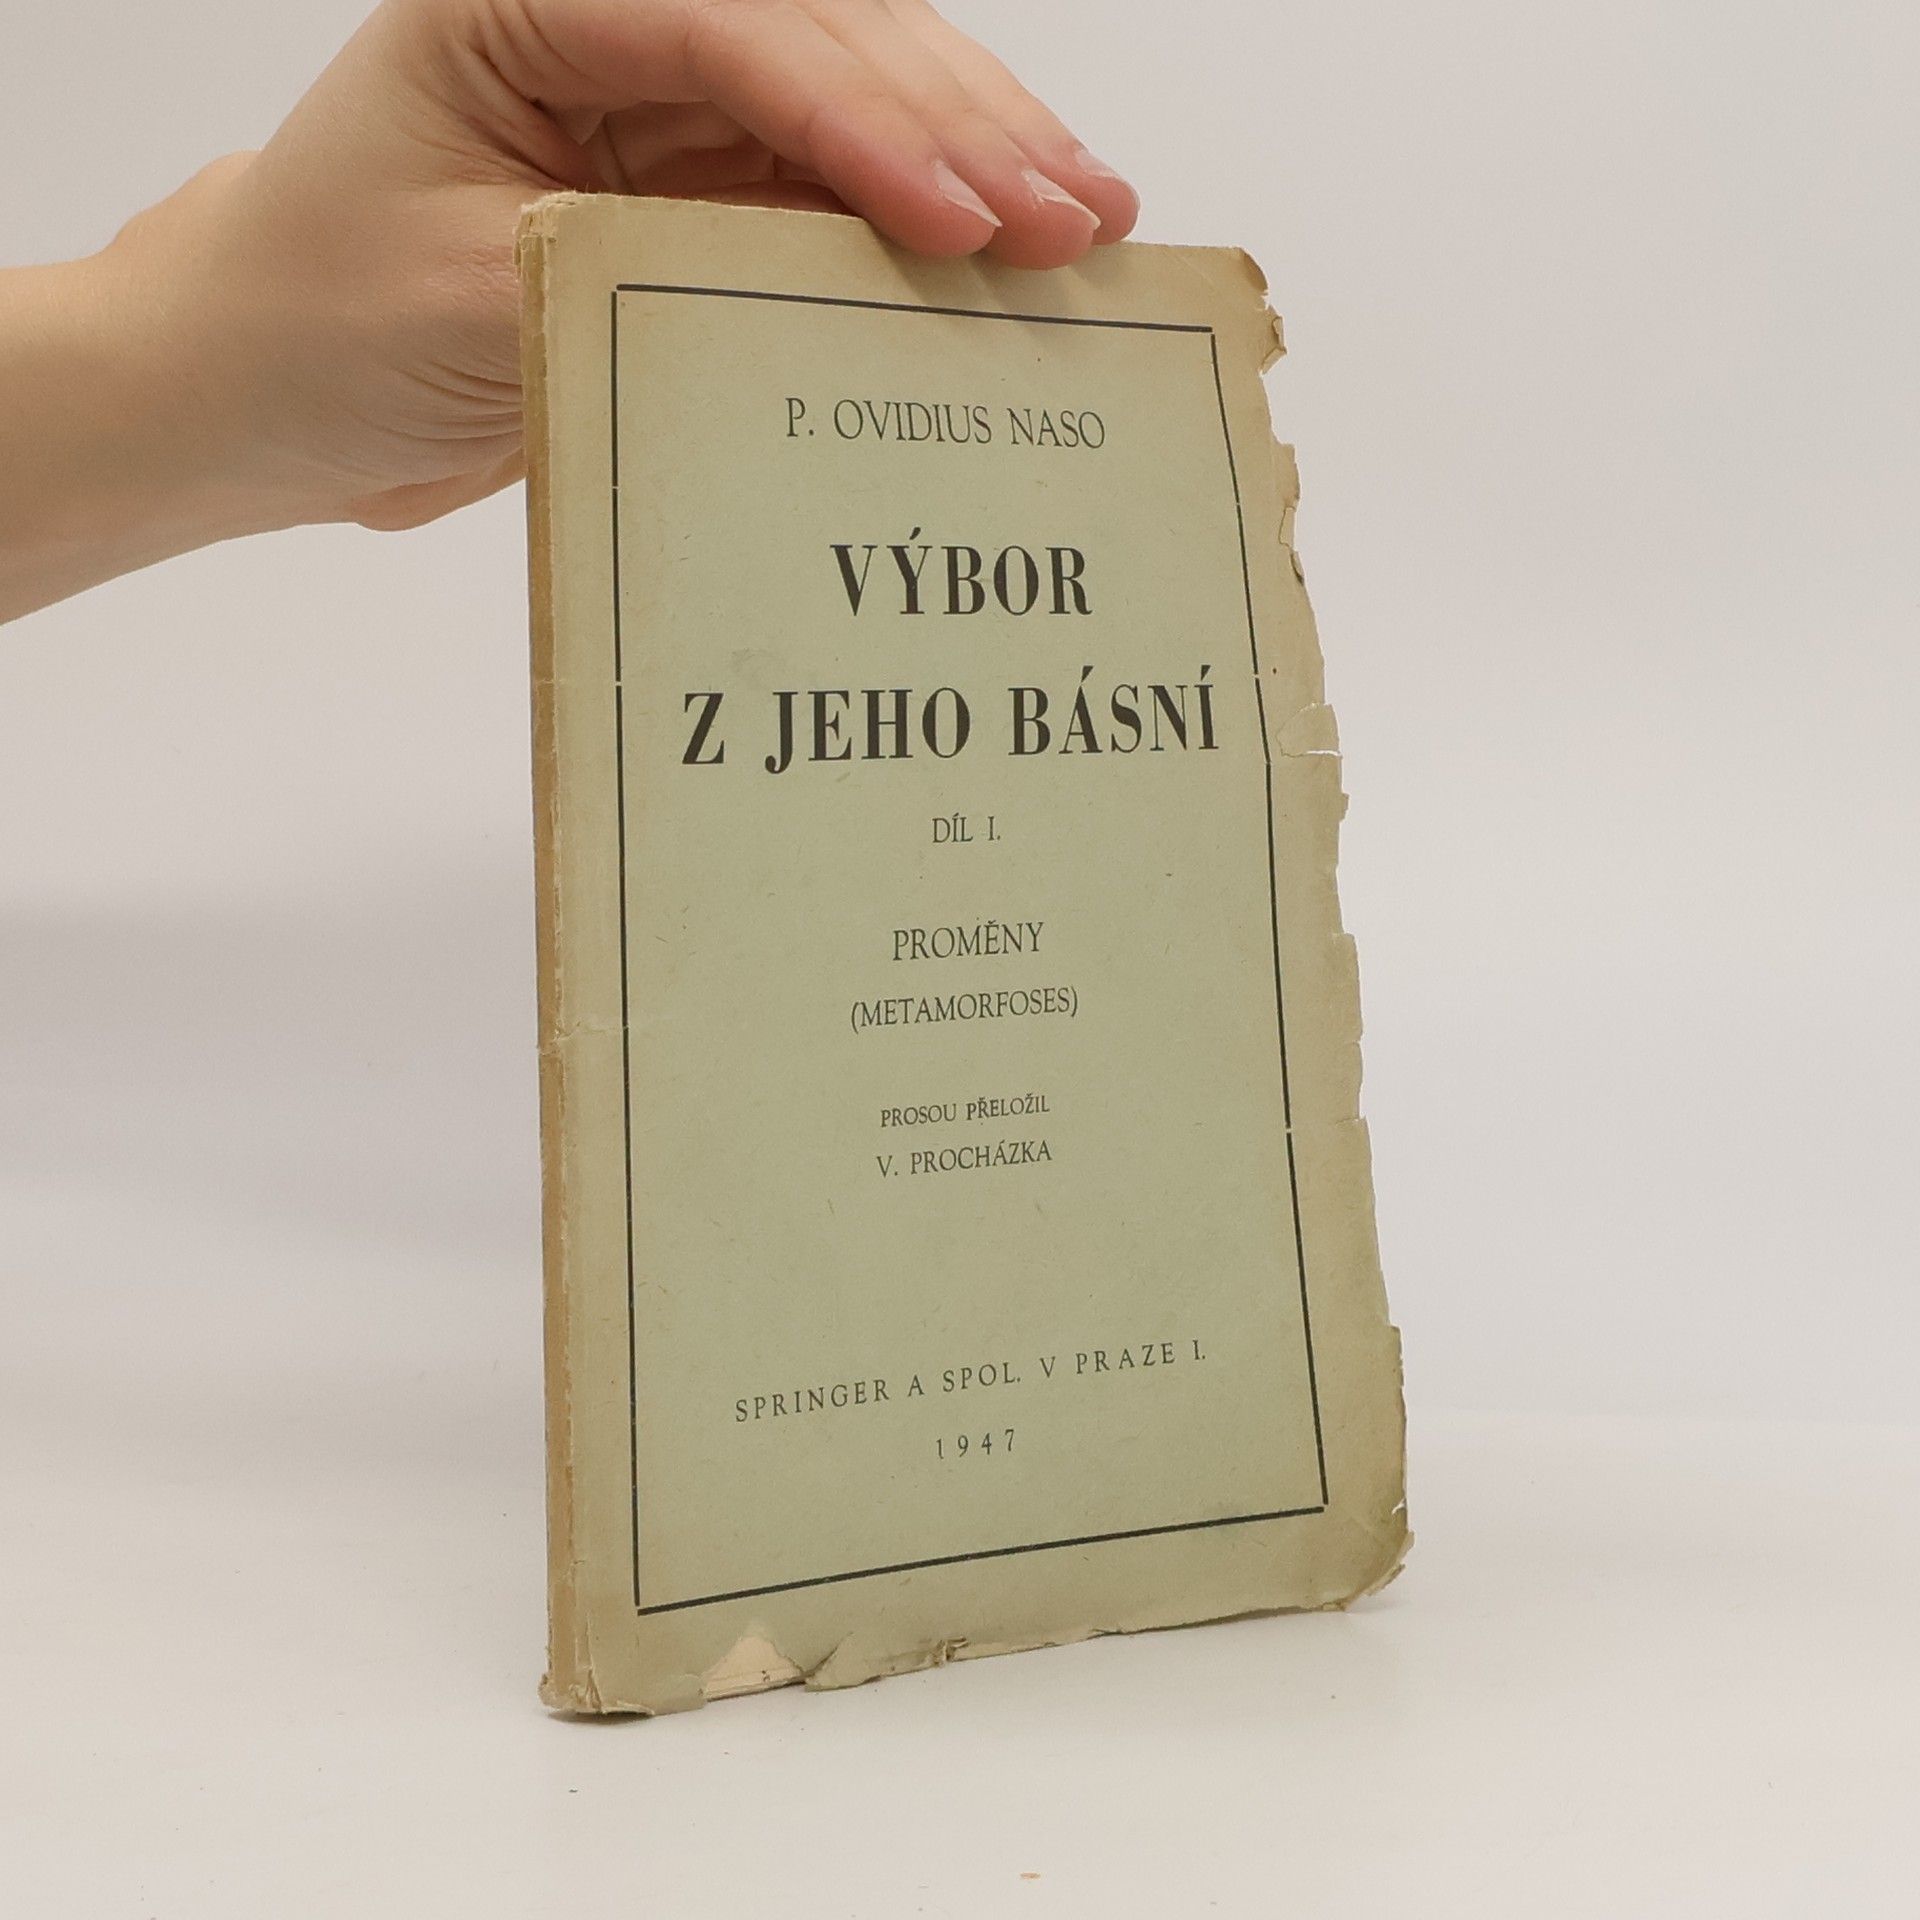 P. OVIDIUS NASO
VÝBOR
Z JEHO BÁSNÍ
DÍL I.
PROMĚNY
(METAMORFOSES)
PROSOU PŘELOŽIL
V. PROCHÁZKA
SPRINGER A SPOL. V PRAZE I.
1947